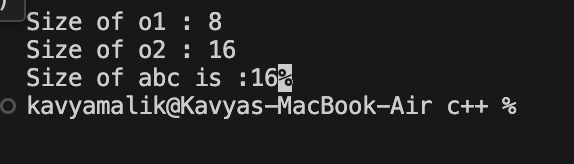 )
Size of o1 : 8
Size of o2 : 16
Size of abc is :16%
kavyamalik@Kavyas-MacBook-Air c++ %